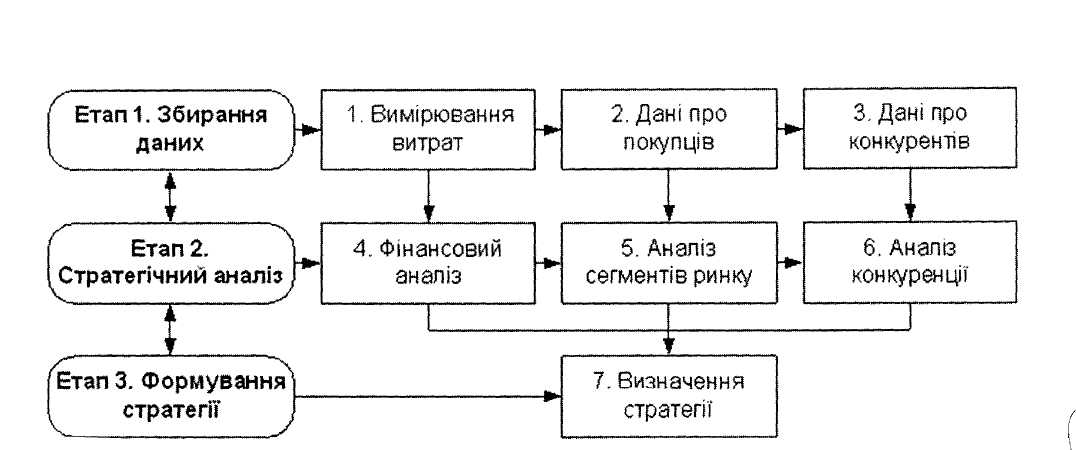 Етап 1. Збирання
даних
1. Вимірювання
витрат
2. Дані про
покупців
3. Дані про
конкурентів
Етап 2.
Стратегічний аналіз
4. Фінансовий
аналіз
5. Аналіз
сегментів ринку
6. Аналіз
конкуренції
Етап 3. Формування
стратегії
7. Визначення
стратегії